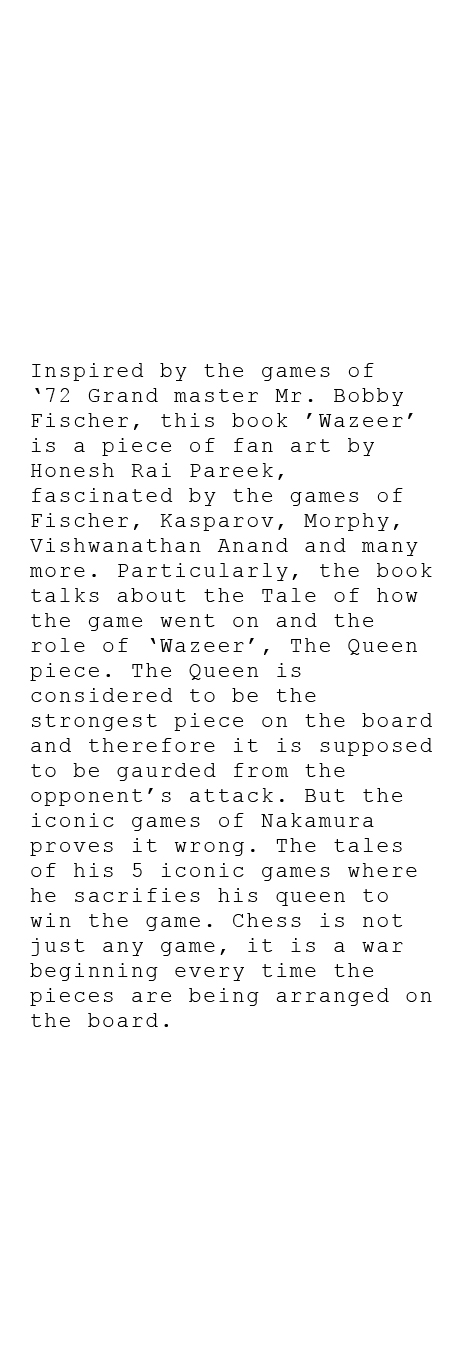 Inspired by the games of
‘72 Grand master Mr. Bobby
Fischer, this book ’Wazeer’
is a piece of fan art by
Honesh Rai Pareek,
fascinated by the games of
Fischer, Kasparov, Morphy,
Vishwanathan Anand and many
more. Particularly, the book
talks about the Tale of how
the game went on and the
role of ‘Wazeer’, The Queen
piece. The Queen is
considered to be the
strongest piece on the board
and therefore it is supposed
to be gaurded from the
opponent’s attack. But the
iconic games of Nakamura
proves it wrong. The tales
of his 5 iconic games where
he sacrifies his queen to
win the game. Chess is not
just any game, it is a war
beginning every time the
pieces are being arranged on
the board.